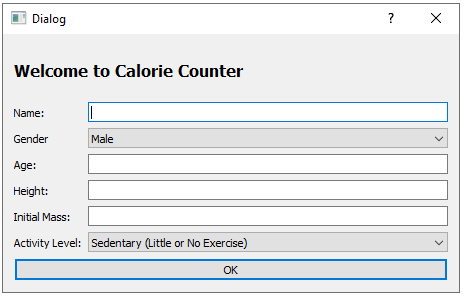 Dialog
?
Welcome to Calorie Counter
Name:
Gender Male
Age:
Height:
Initial Mass:
Activity Level: Sedentary (Little or No Exercise)
OK